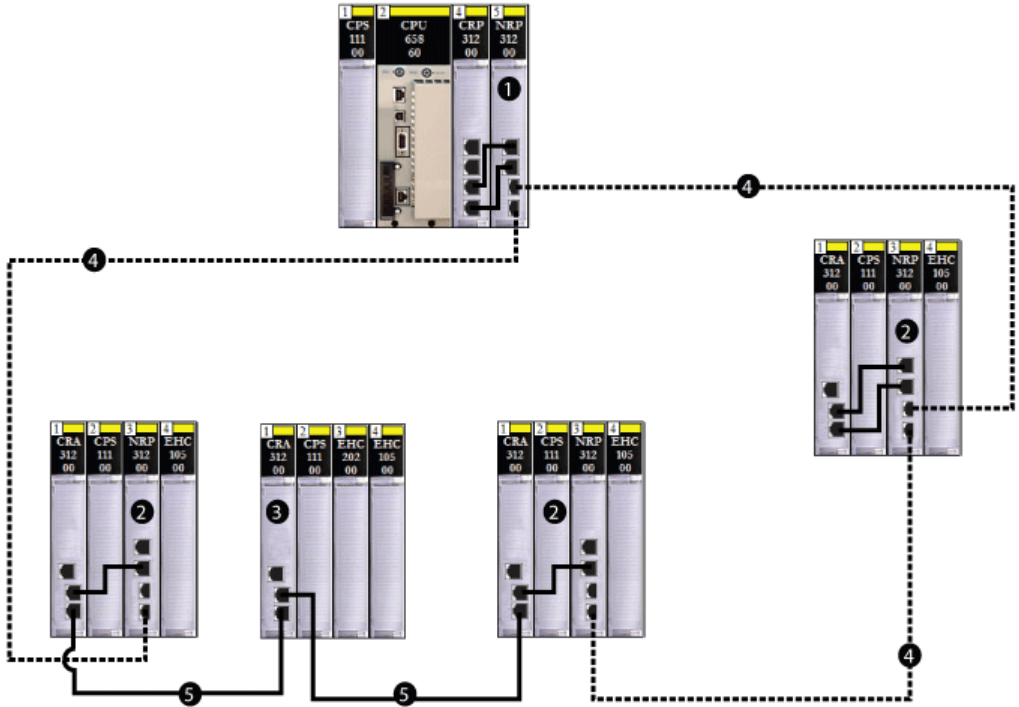 1 2 4 5
CPS CPU CRP NRP
111 658 312 312
00 60 00 00
1
4
4
1 2 3 4
CRA CPS NRP EHC
312 111 312 105
00 00 00 00
2
1 2 3 4
CRA CPS NRP EHC
312 111 312 105
00 00 00 00
2
1 2 3 4
CRA CPS EHC EHC
312 111 202 105
00 00 00 00
3
1 2 3 4
CRA CPS NRP EHC
312 111 312 105
00 00 00 00
2
4
5
5